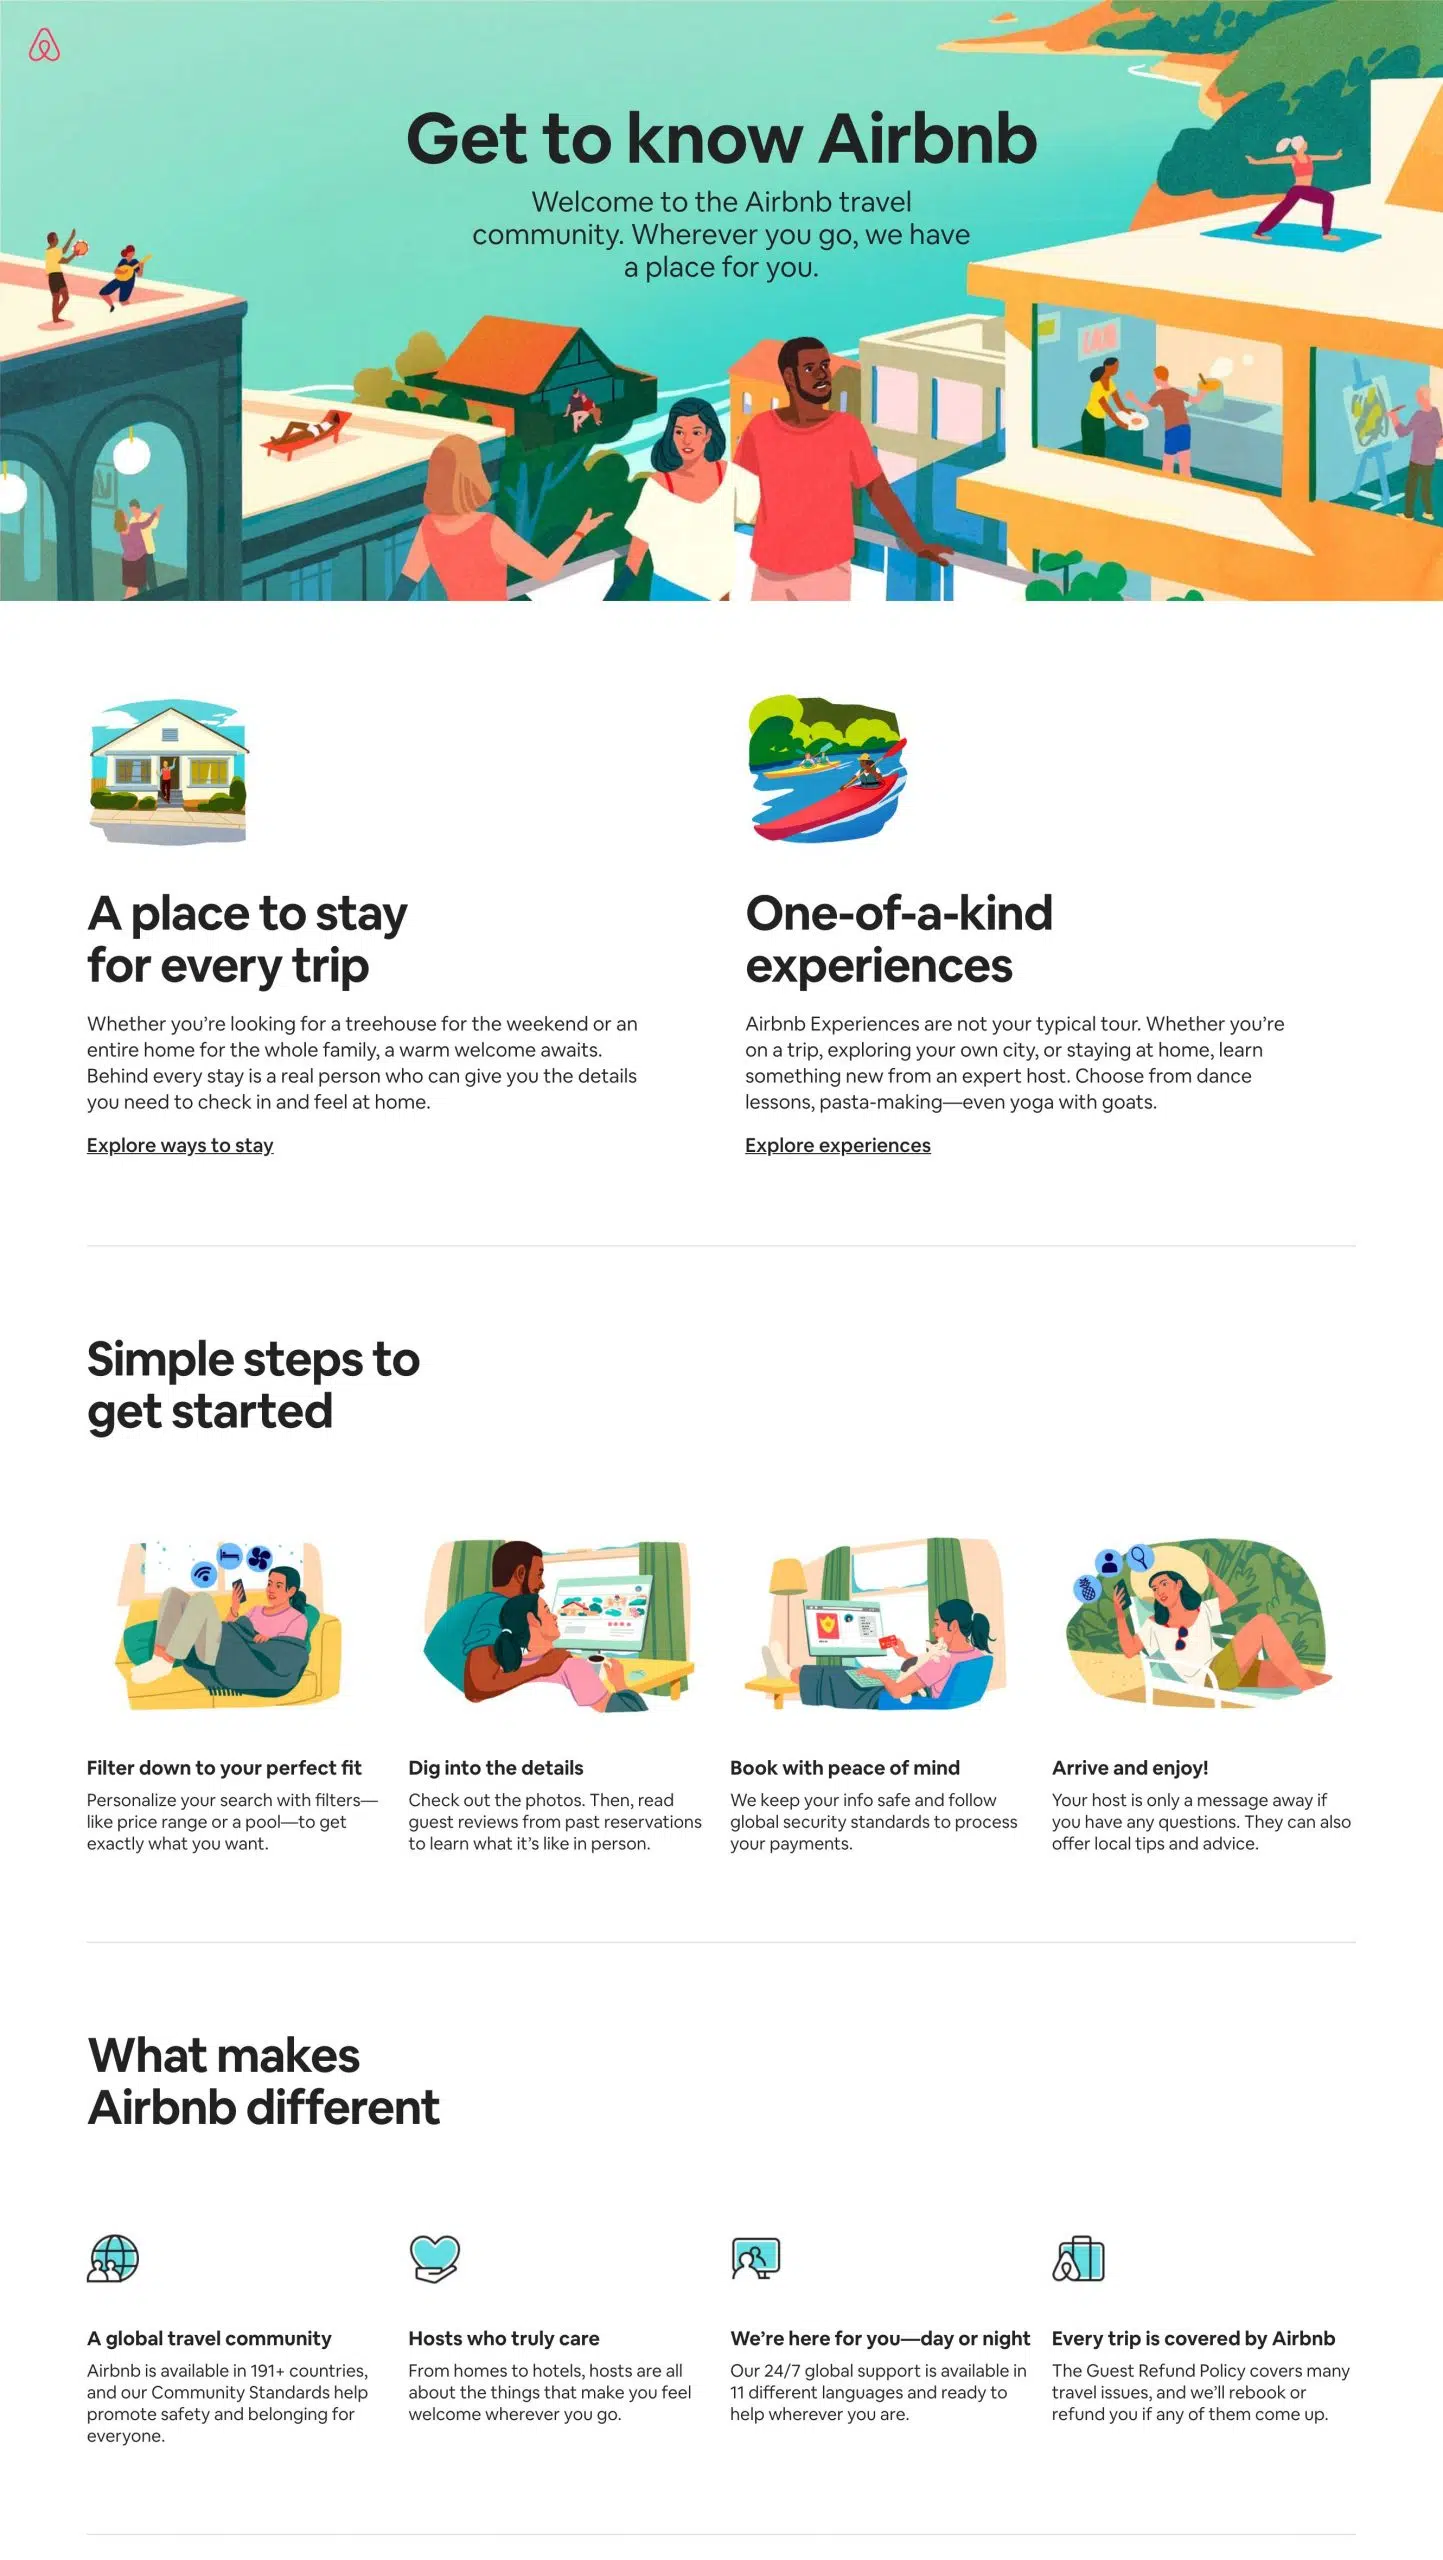 Get to know Airbnb
Welcome to the Airbnb travel
community. Wherever you go, we have
a place for you.
A place to stay
for every trip
Whether you’re looking for a treehouse for the weekend or an
entire home for the whole family, a warm welcome awaits.
Behind every stay is a real person who can give you the details
you need to check in and feel at home.
Explore ways to stay
One-of-a-kind
experiences
Airbnb Experiences are not your typical tour. Whether you’re
on a trip, exploring your own city, or staying at home, learn
something new from an expert host. Choose from dance
lessons, pasta-making—even yoga with goats.
Explore experiences
Simple steps to
get started
Filter down to your perfect fit
Personalize your search with filters—
like price range or a pool—to get
exactly what you want.
Dig into the details
Check out the photos. Then, read
guest reviews from past reservations
to learn what it’s like in person.
Book with peace of mind
We keep your info safe and follow
global security standards to process
your payments.
Arrive and enjoy!
Your host is only a message away if
you have any questions. They can also
offer local tips and advice.
What makes
Airbnb different
A global travel community
Airbnb is available in 191+ countries,
and our Community Standards help
promote safety and belonging for
everyone.
Hosts who truly care
From homes to hotels, hosts are all
about the things that make you feel
welcome wherever you go.
We’re here for you—day or night
Our 24/7 global support is available in
11 different languages and ready to
help wherever you are.
Every trip is covered by Airbnb
The Guest Refund Policy covers many
travel issues, and we’ll rebook or
refund you if any of them come up.